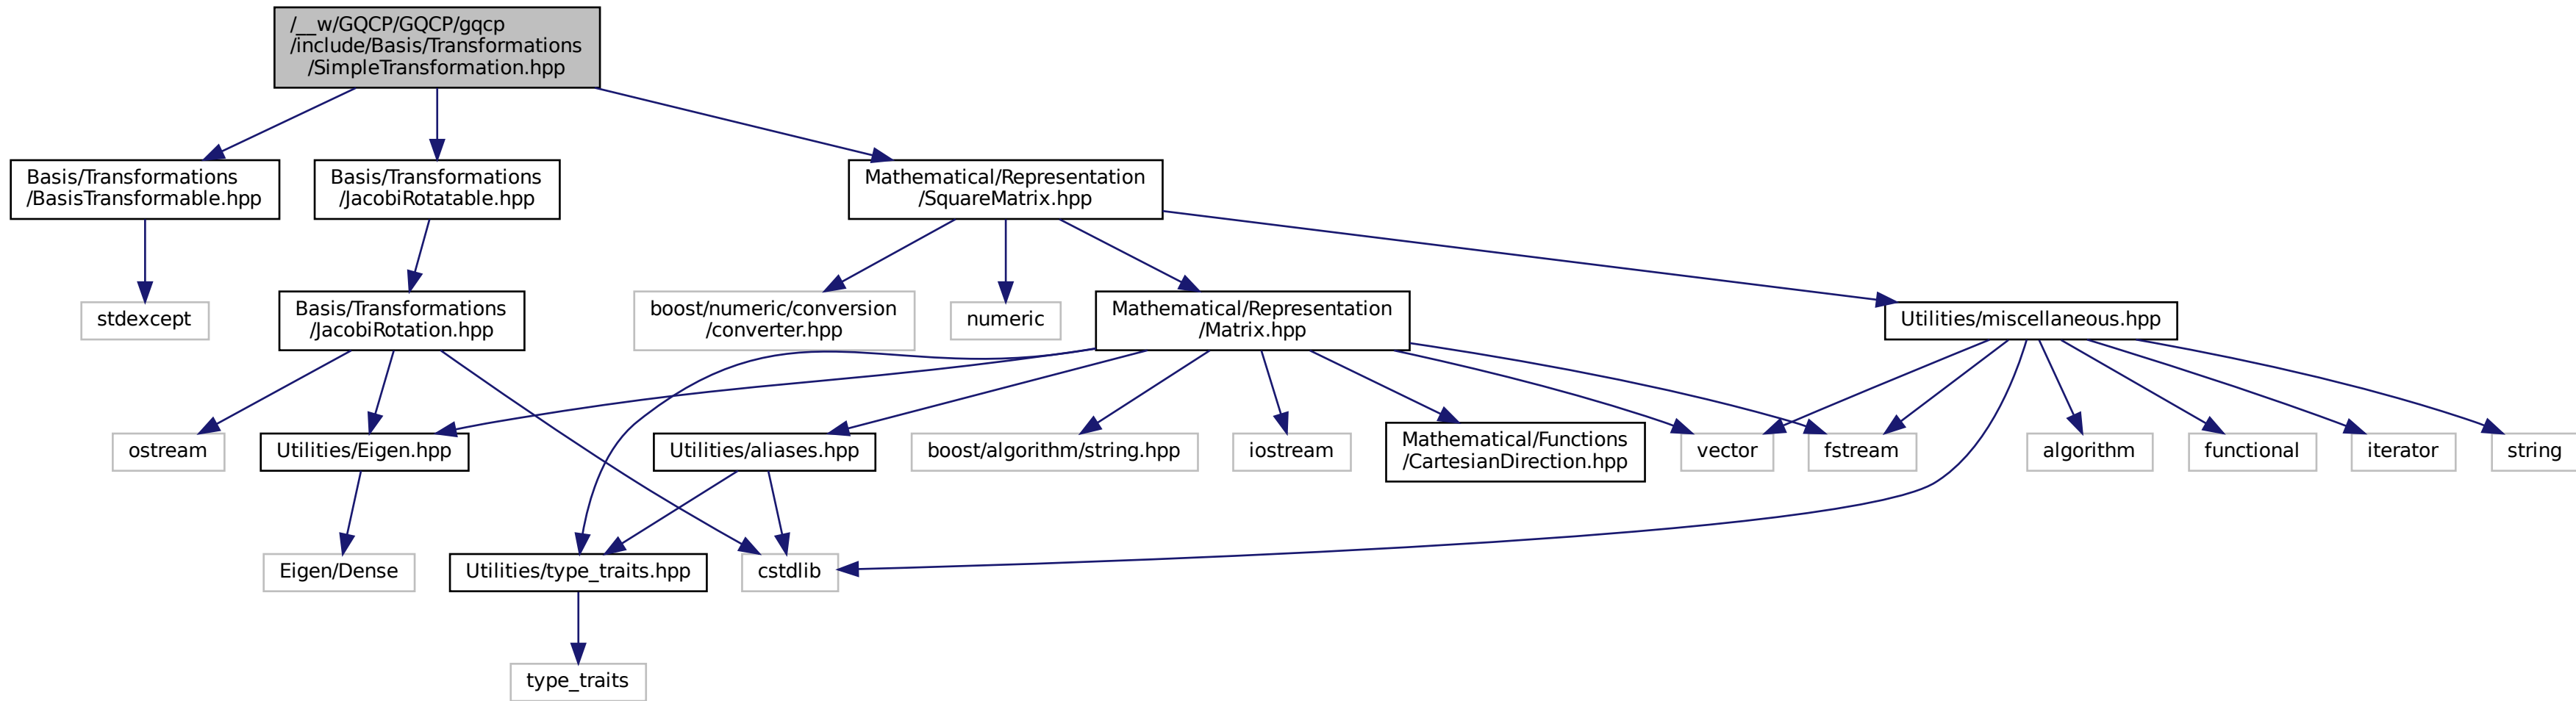 /__w/GQCP/GQCP/gqcp
/include/Basis/Transformations
/SimpleTransformation.hpp
Basis/Transformations
/BasisTransformable.hpp
Basis/Transformations
/JacobiRotatable.hpp
Mathematical/Representation
/SquareMatrix.hpp
stdexcept
Basis/Transformations
/JacobiRotation.hpp
boost/numeric/conversion
/converter.hpp
numeric
Mathematical/Representation
/Matrix.hpp
Utilities/miscellaneous.hpp
ostream
Utilities/Eigen.hpp
Utilities/aliases.hpp
boost/algorithm/string.hpp
iostream
Mathematical/Functions
/CartesianDirection.hpp
vector
fstream
algorithm
functional
iterator
string
Eigen/Dense
Utilities/type_traits.hpp
cstdlib
type_traits